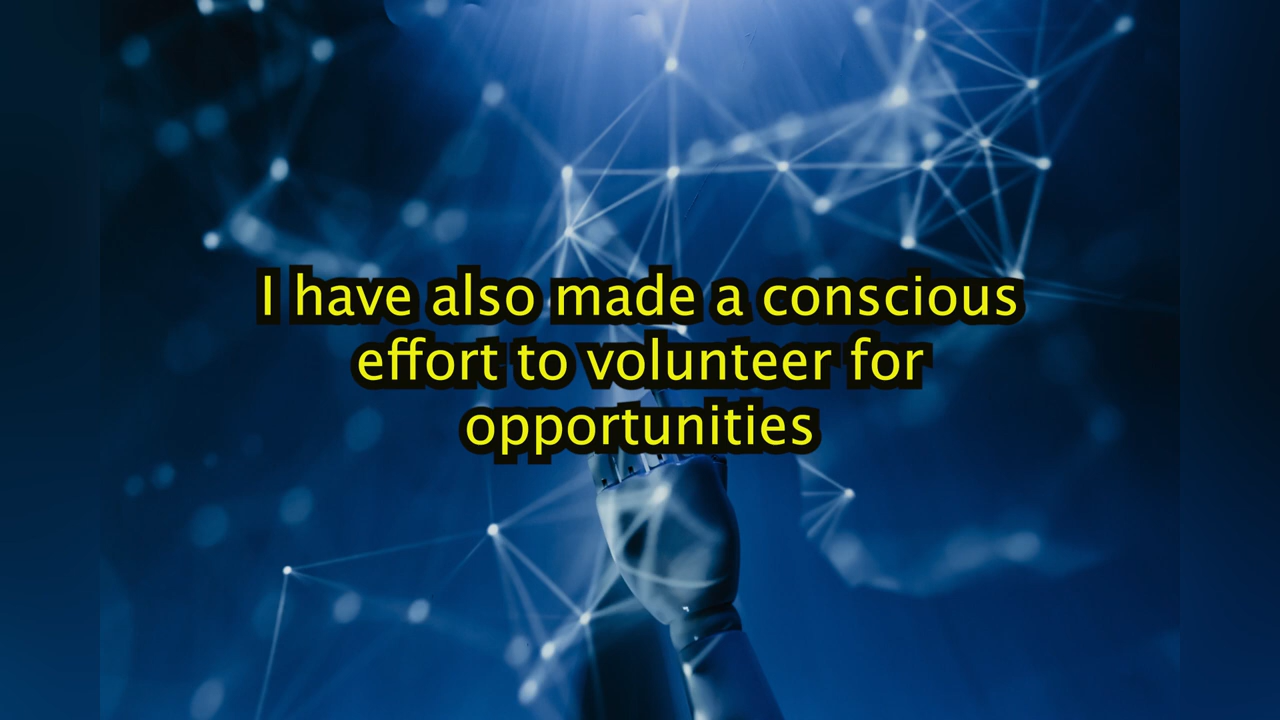 I have also made a conscious
effort to volunteer for
opportunities